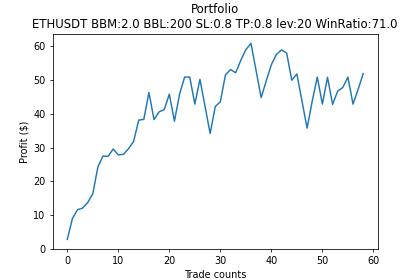 Portfolio
ETHUSDT BBM:2.0 BBL:200 SL:0.8 TP:0.8 lev:20 WinRatio:71.0
60
50
40
30
20
10
0
Profit ($)
0 10 20 30 40 50 60
Trade counts